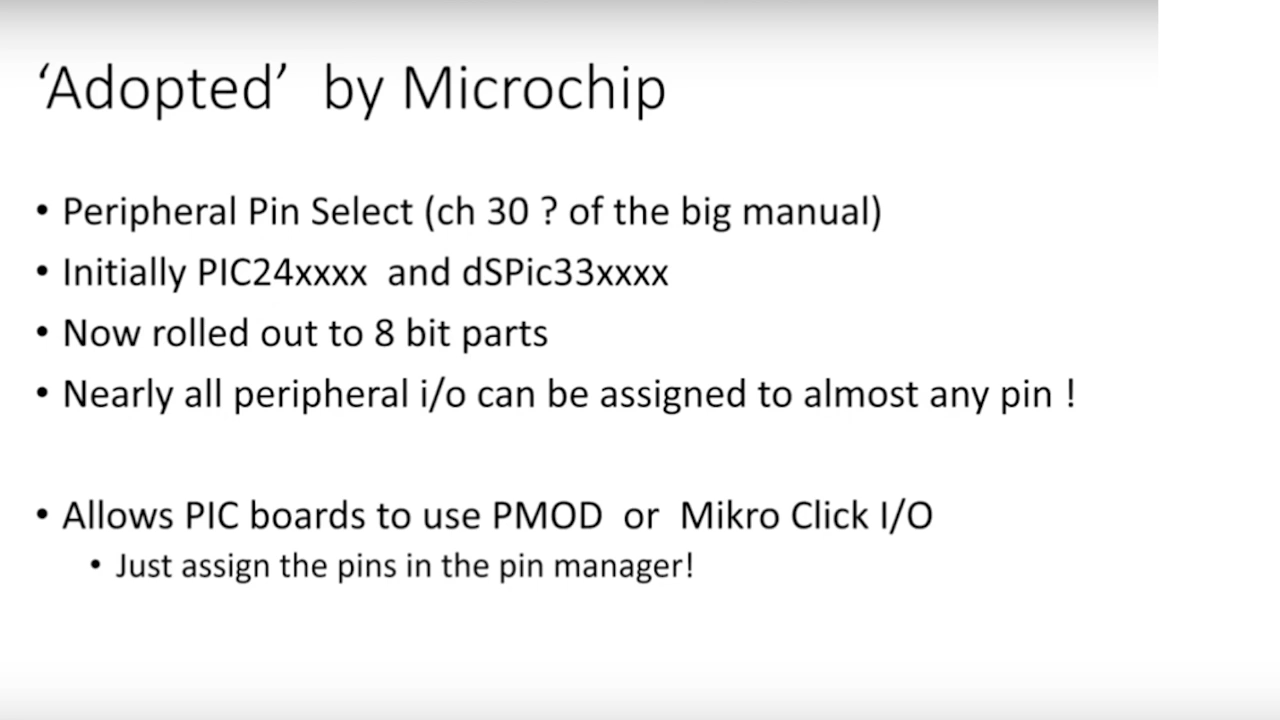 ‘Adopted’ by Microchip
• Peripheral Pin Select (ch 30 ? of the big manual)
• Initially PIC24xxxx and dSPic33xxxx
• Now rolled out to 8 bit parts
• Nearly all peripheral i/o can be assigned to almost any pin !
• Allows PIC boards to use PMOD or Mikro Click I/O
• Just assign the pins in the pin manager!